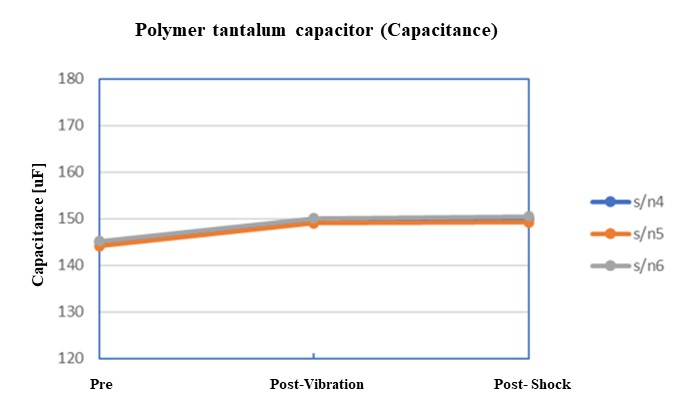 Polymer tantalum capacitor (Capacitance)
180
170
160
150
140
130
120
Capacitance [uF]
Pre
Post-Vibration
Post- Shock
s/n4
s/n5
s/n6